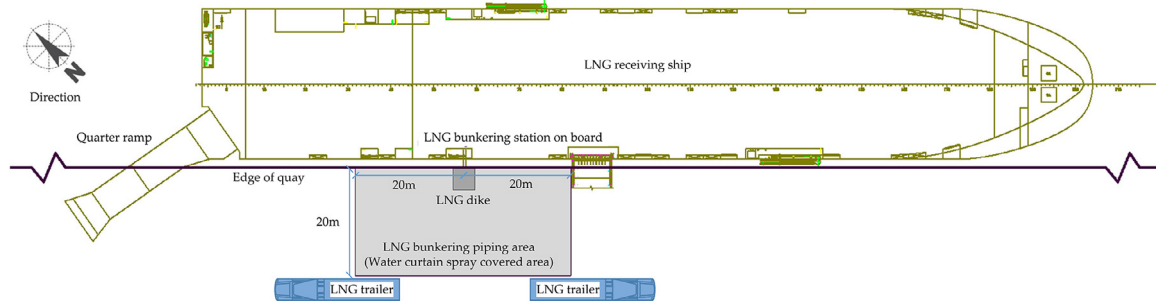 LNG receiving ship
N
Direction
Quarter ramp
LNG bunkering station on board
Edge of quay
20m
20m
LNG dike
20m
LNG bunkering piping area
(Water curtain spray covered area)
LNG trailer
LNG trailer